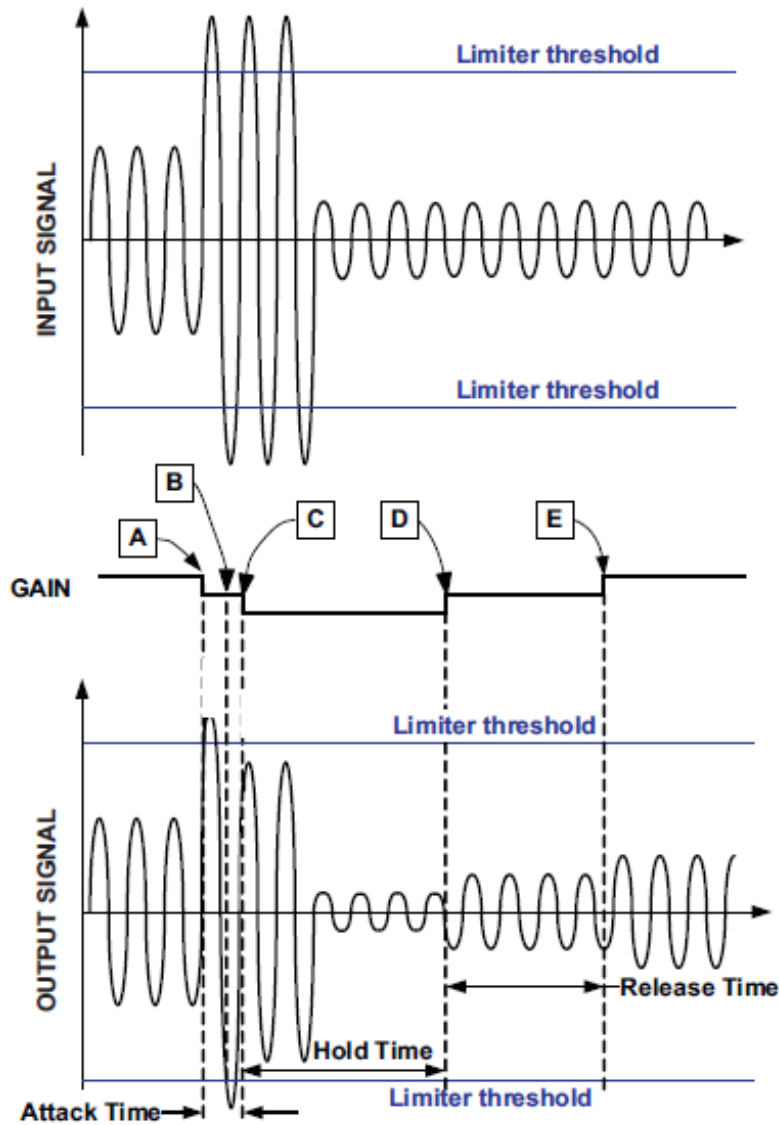 Limiter threshold
INPUT SIGNAL
Limiter threshold
B
A
C
D
E
GAIN
Limiter threshold
OUTPUT SIGNAL
Release Time
Hold Time
Limiter threshold
Attack Time